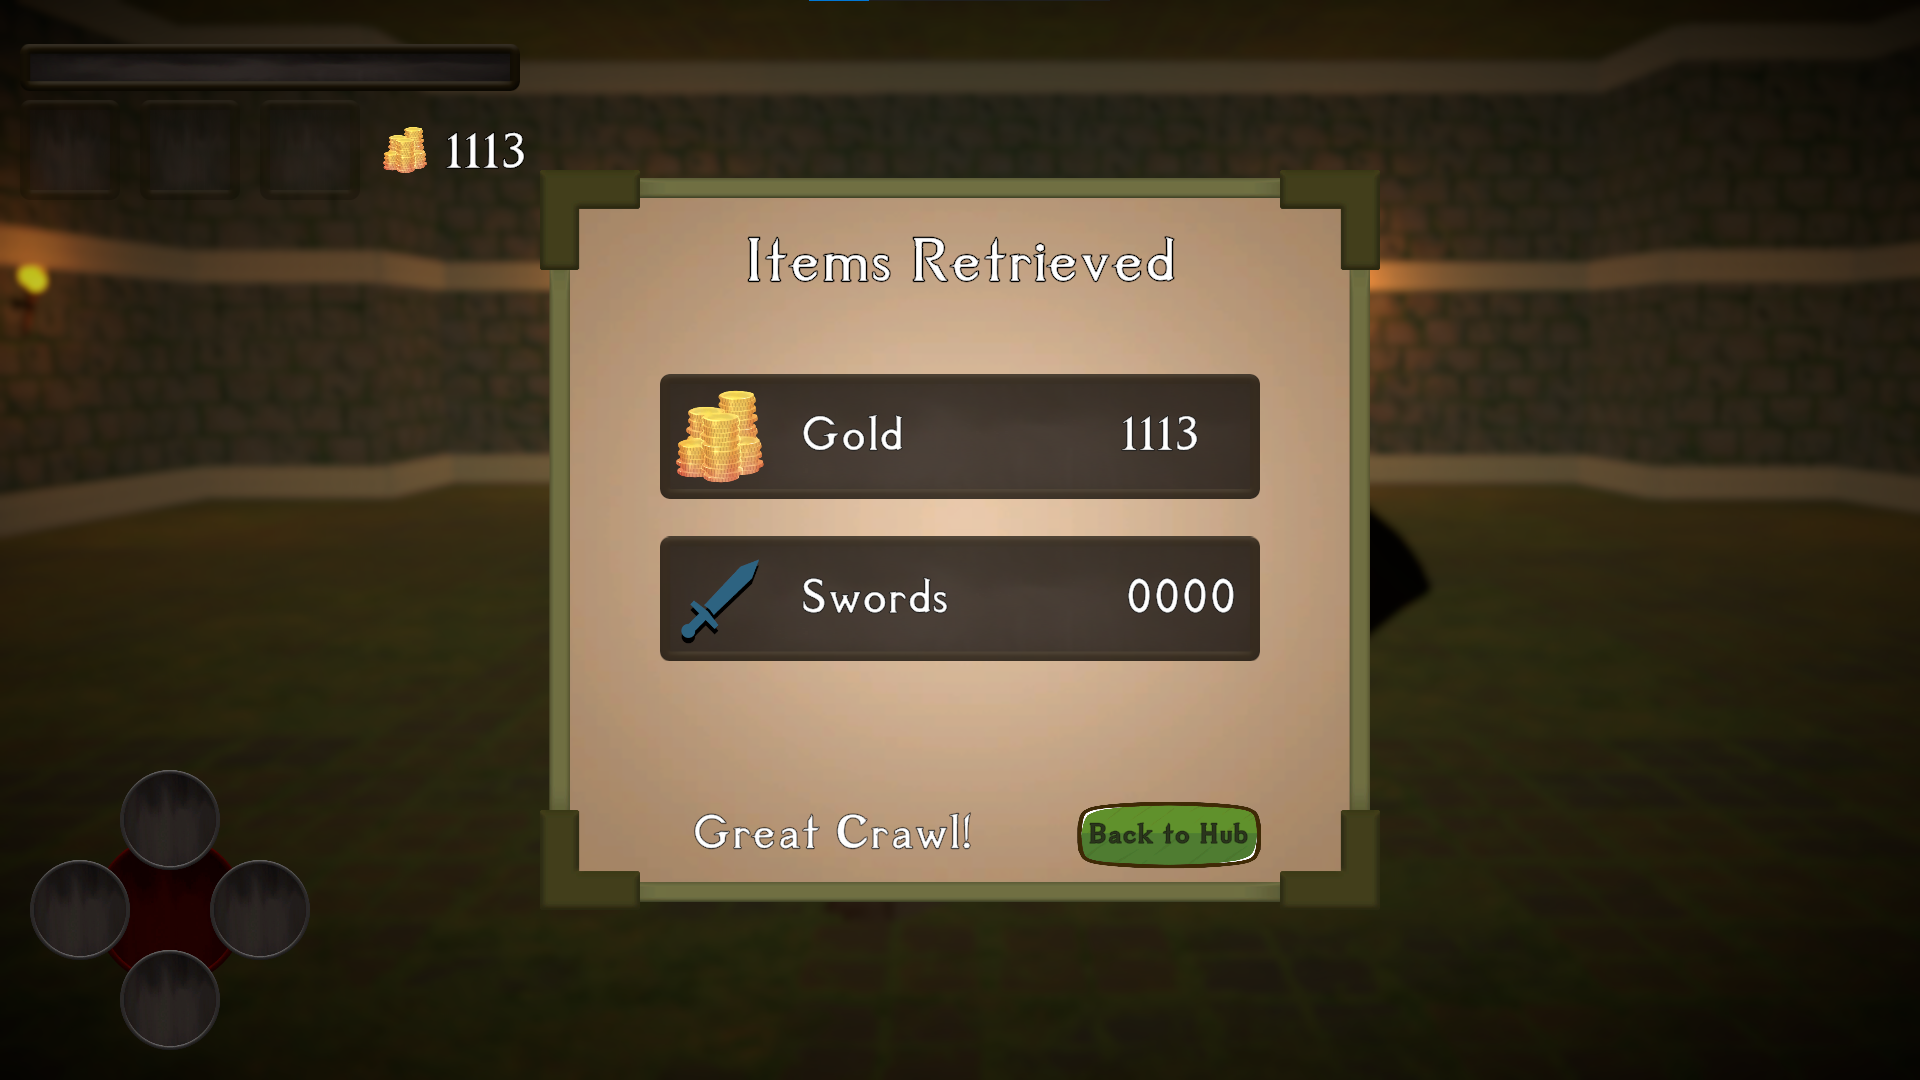 1113
Items Retrieved
Gold 1113
Swords 0000
Great Crawl!
Back to Hub